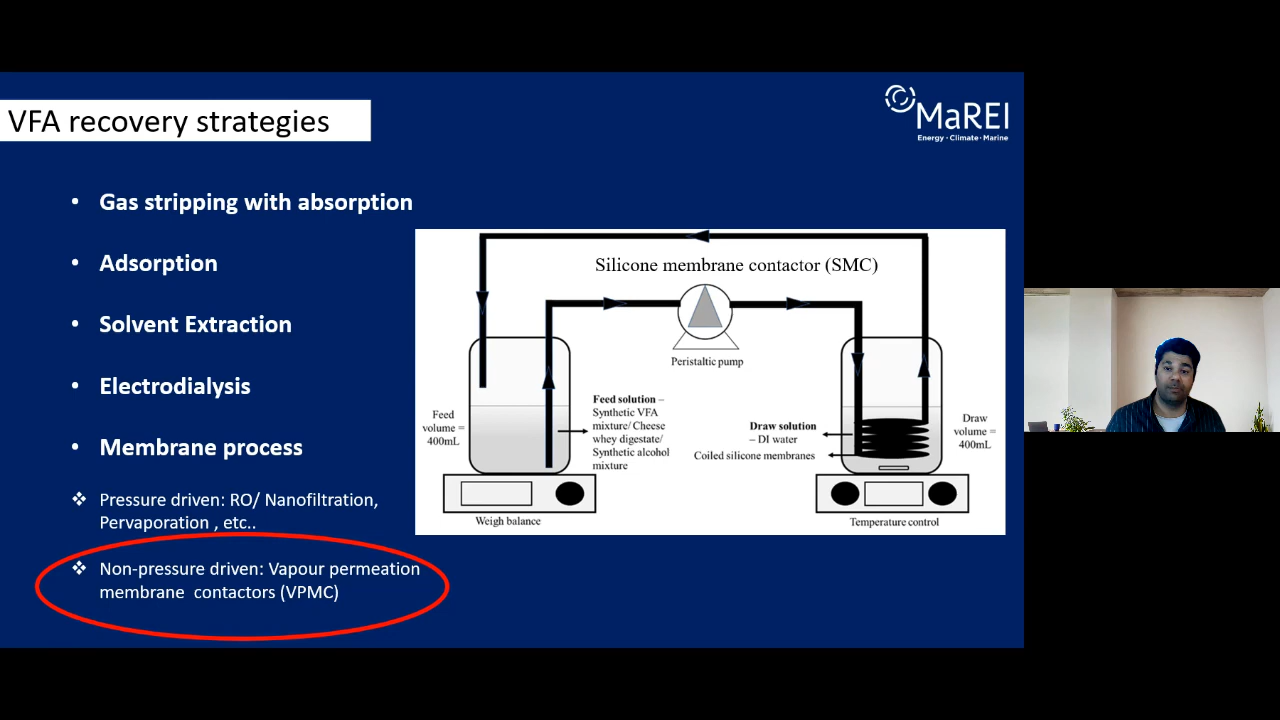 VFA recovery strategies
MaREI
Energy · Climate · Marine
• Gas stripping with absorption
• Adsorption
• Solvent Extraction
• Electrodialysis
• Membrane process
❖ Pressure driven: RO/ Nanofiltration,
Pervaporation , etc..
❖ Non-pressure driven: Vapour permeation
membrane contactors (VPMC)
Silicone membrane contactor (SMC)
Peristaltic pump
Feed
volume =
400mL
Feed solution –
Synthetic VFA
mixture/ Cheese
whey digestate/
Synthetic alcohol
mixture
Draw solution
– DI water
Coiled silicone membranes
Draw
volume =
400mL
Weigh balance
Temperature control